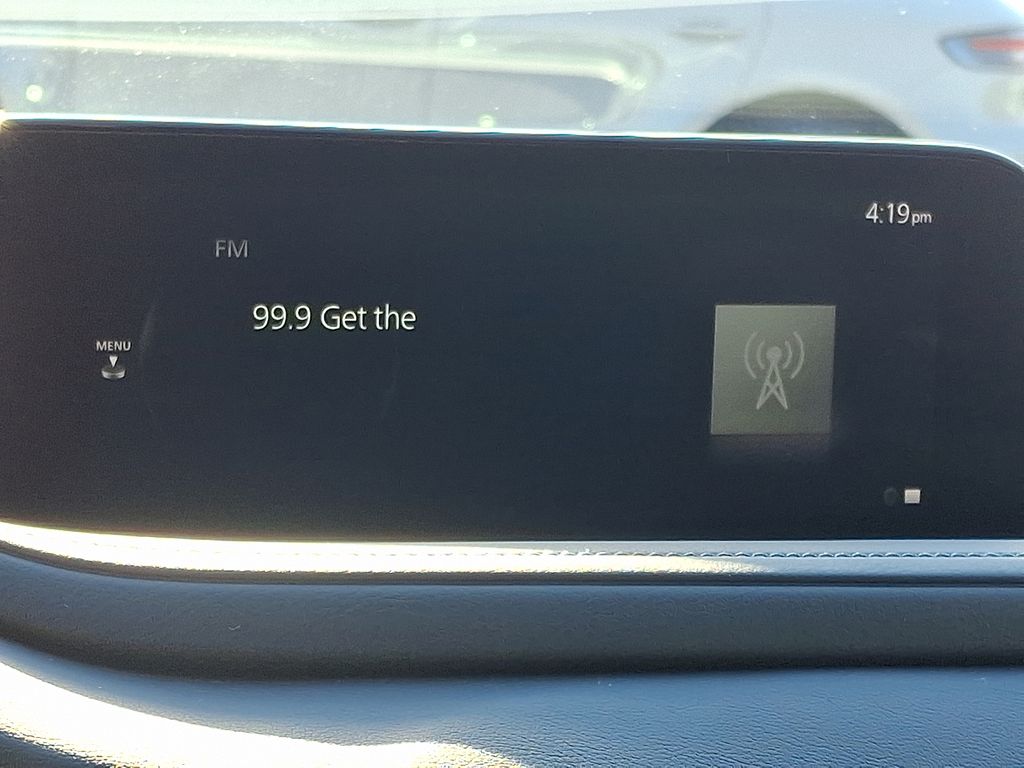 4:19pm
FM
99.9 Get the
MENU